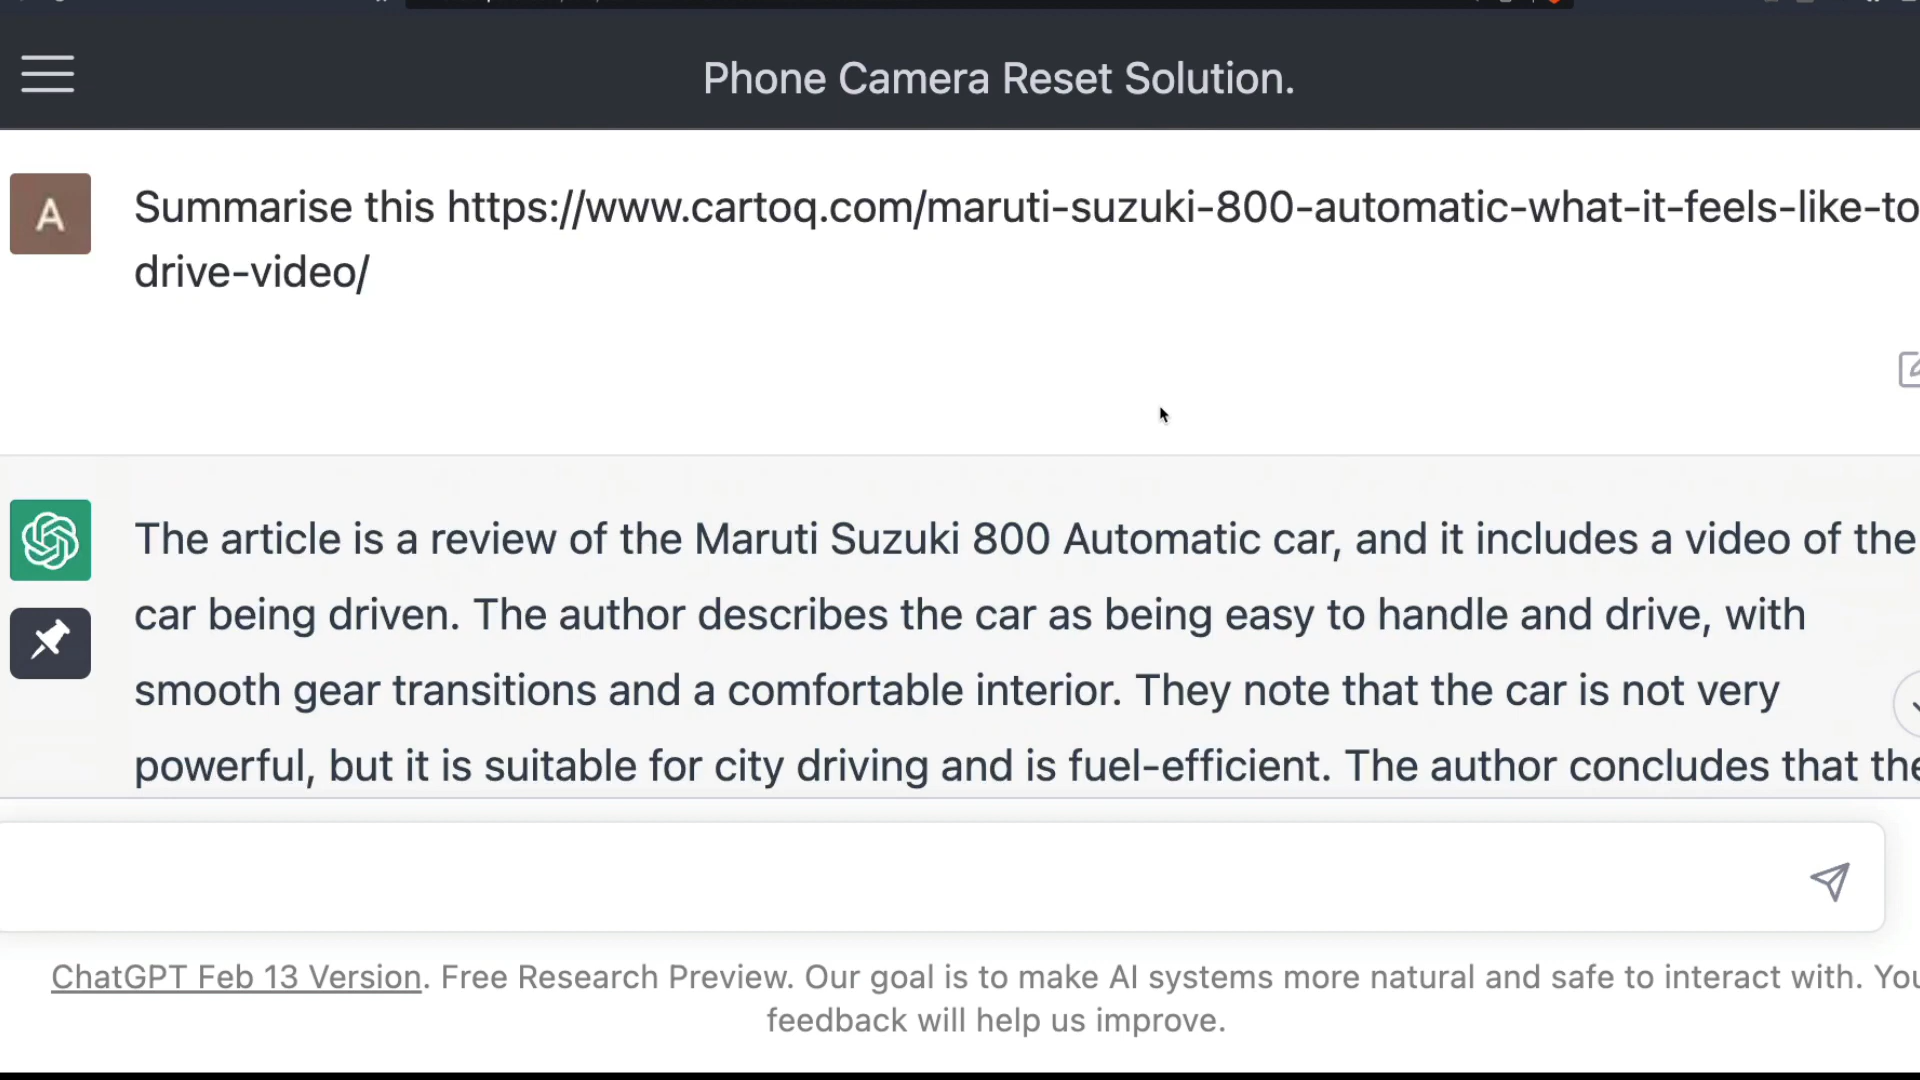 Phone Camera Reset Solution.
A
Summarise this https://www.cartoq.com/maruti-suzuki-800-automatic-what-it-feels-like-to
drive-video/
The article is a review of the Maruti Suzuki 800 Automatic car, and it includes a video of the
car being driven. The author describes the car as being easy to handle and drive, with
smooth gear transitions and a comfortable interior. They note that the car is not very
powerful, but it is suitable for city driving and is fuel-efficient. The author concludes that the
ChatGPT Feb 13 Version. Free Research Preview. Our goal is to make AI systems more natural and safe to interact with. You
feedback will help us improve.